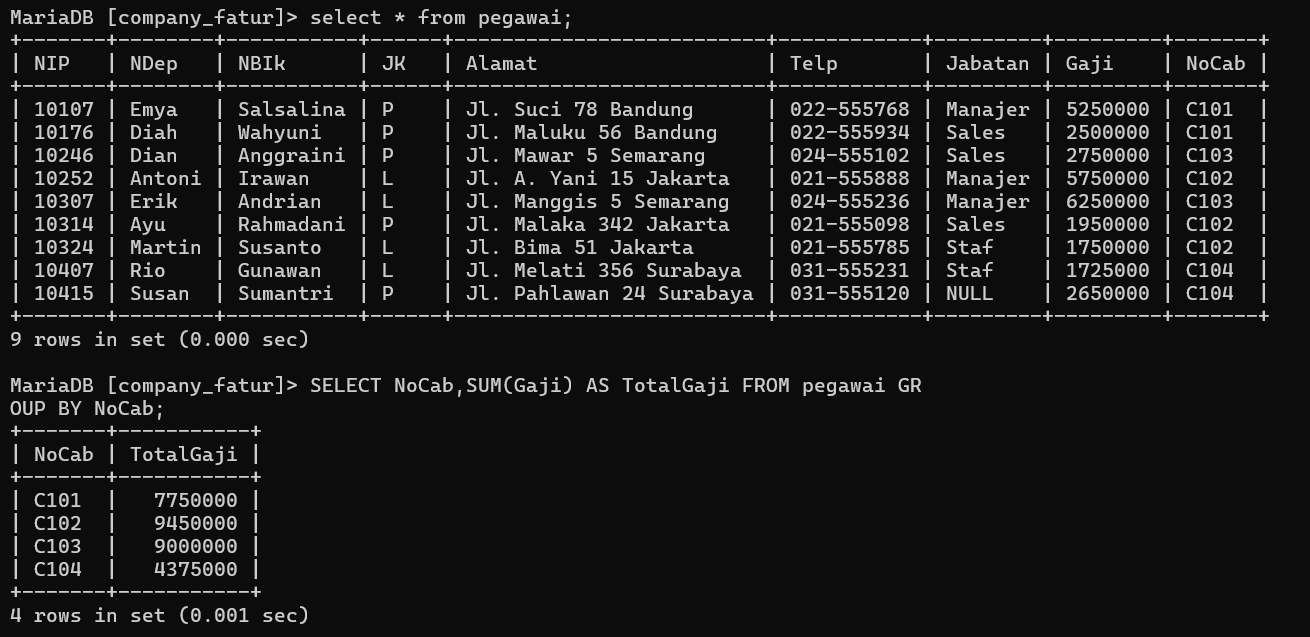 MariaDB [company_fatur]> select * from pegawai;
+-------+--------+-----------+------+--------------------------+------------+---------+---------+-------+
| NIP   | NDep   | NBIk      | JK   | Alamat                   | Telp       | Jabatan | Gaji    | NoCab |
+-------+--------+-----------+------+--------------------------+------------+---------+---------+-------+
| 10107 | Emya   | Salsalina | P    | Jl. Suci 78 Bandung      | 022-555768 | Manajer | 5250000 | C101  |
| 10176 | Diah   | Wahyuni   | P    | Jl. Maluku 56 Bandung    | 022-555934 | Sales   | 2500000 | C101  |
| 10246 | Dian   | Anggraini | P    | Jl. Mawar 5 Semarang     | 024-555102 | Sales   | 2750000 | C103  |
| 10252 | Antoni | Irawan    | L    | Jl. A. Yani 15 Jakarta   | 021-555888 | Manajer | 5750000 | C102  |
| 10307 | Erik   | Andrian   | L    | Jl. Manggis 5 Semarang   | 024-555236 | Manajer | 6250000 | C103  |
| 10314 | Ayu    | Rahmadani | P    | Jl. Malaka 342 Jakarta   | 021-555098 | Sales   | 1950000 | C102  |
| 10324 | Martin | Susanto   | L    | Jl. Bima 51 Jakarta      | 021-555785 | Staf    | 1750000 | C102  |
| 10407 | Rio    | Gunawan   | L    | Jl. Melati 356 Surabaya  | 031-555231 | Staf    | 1725000 | C104  |
| 10415 | Susan  | Sumantri  | P    | Jl. Pahlawan 24 Surabaya | 031-555120 | NULL    | 2650000 | C104  |
+-------+--------+-----------+------+--------------------------+------------+---------+---------+-------+
9 rows in set (0.000 sec)
MariaDB [company_fatur]> SELECT NoCab,SUM(Gaji) AS TotalGaji FROM pegawai GR
OUP BY NoCab;
+-------+-----------+
| NoCab | TotalGaji |
+-------+-----------+
| C101  |   7750000 |
| C102  |   9450000 |
| C103  |   9000000 |
| C104  |   4375000 |
+-------+-----------+
4 rows in set (0.001 sec)